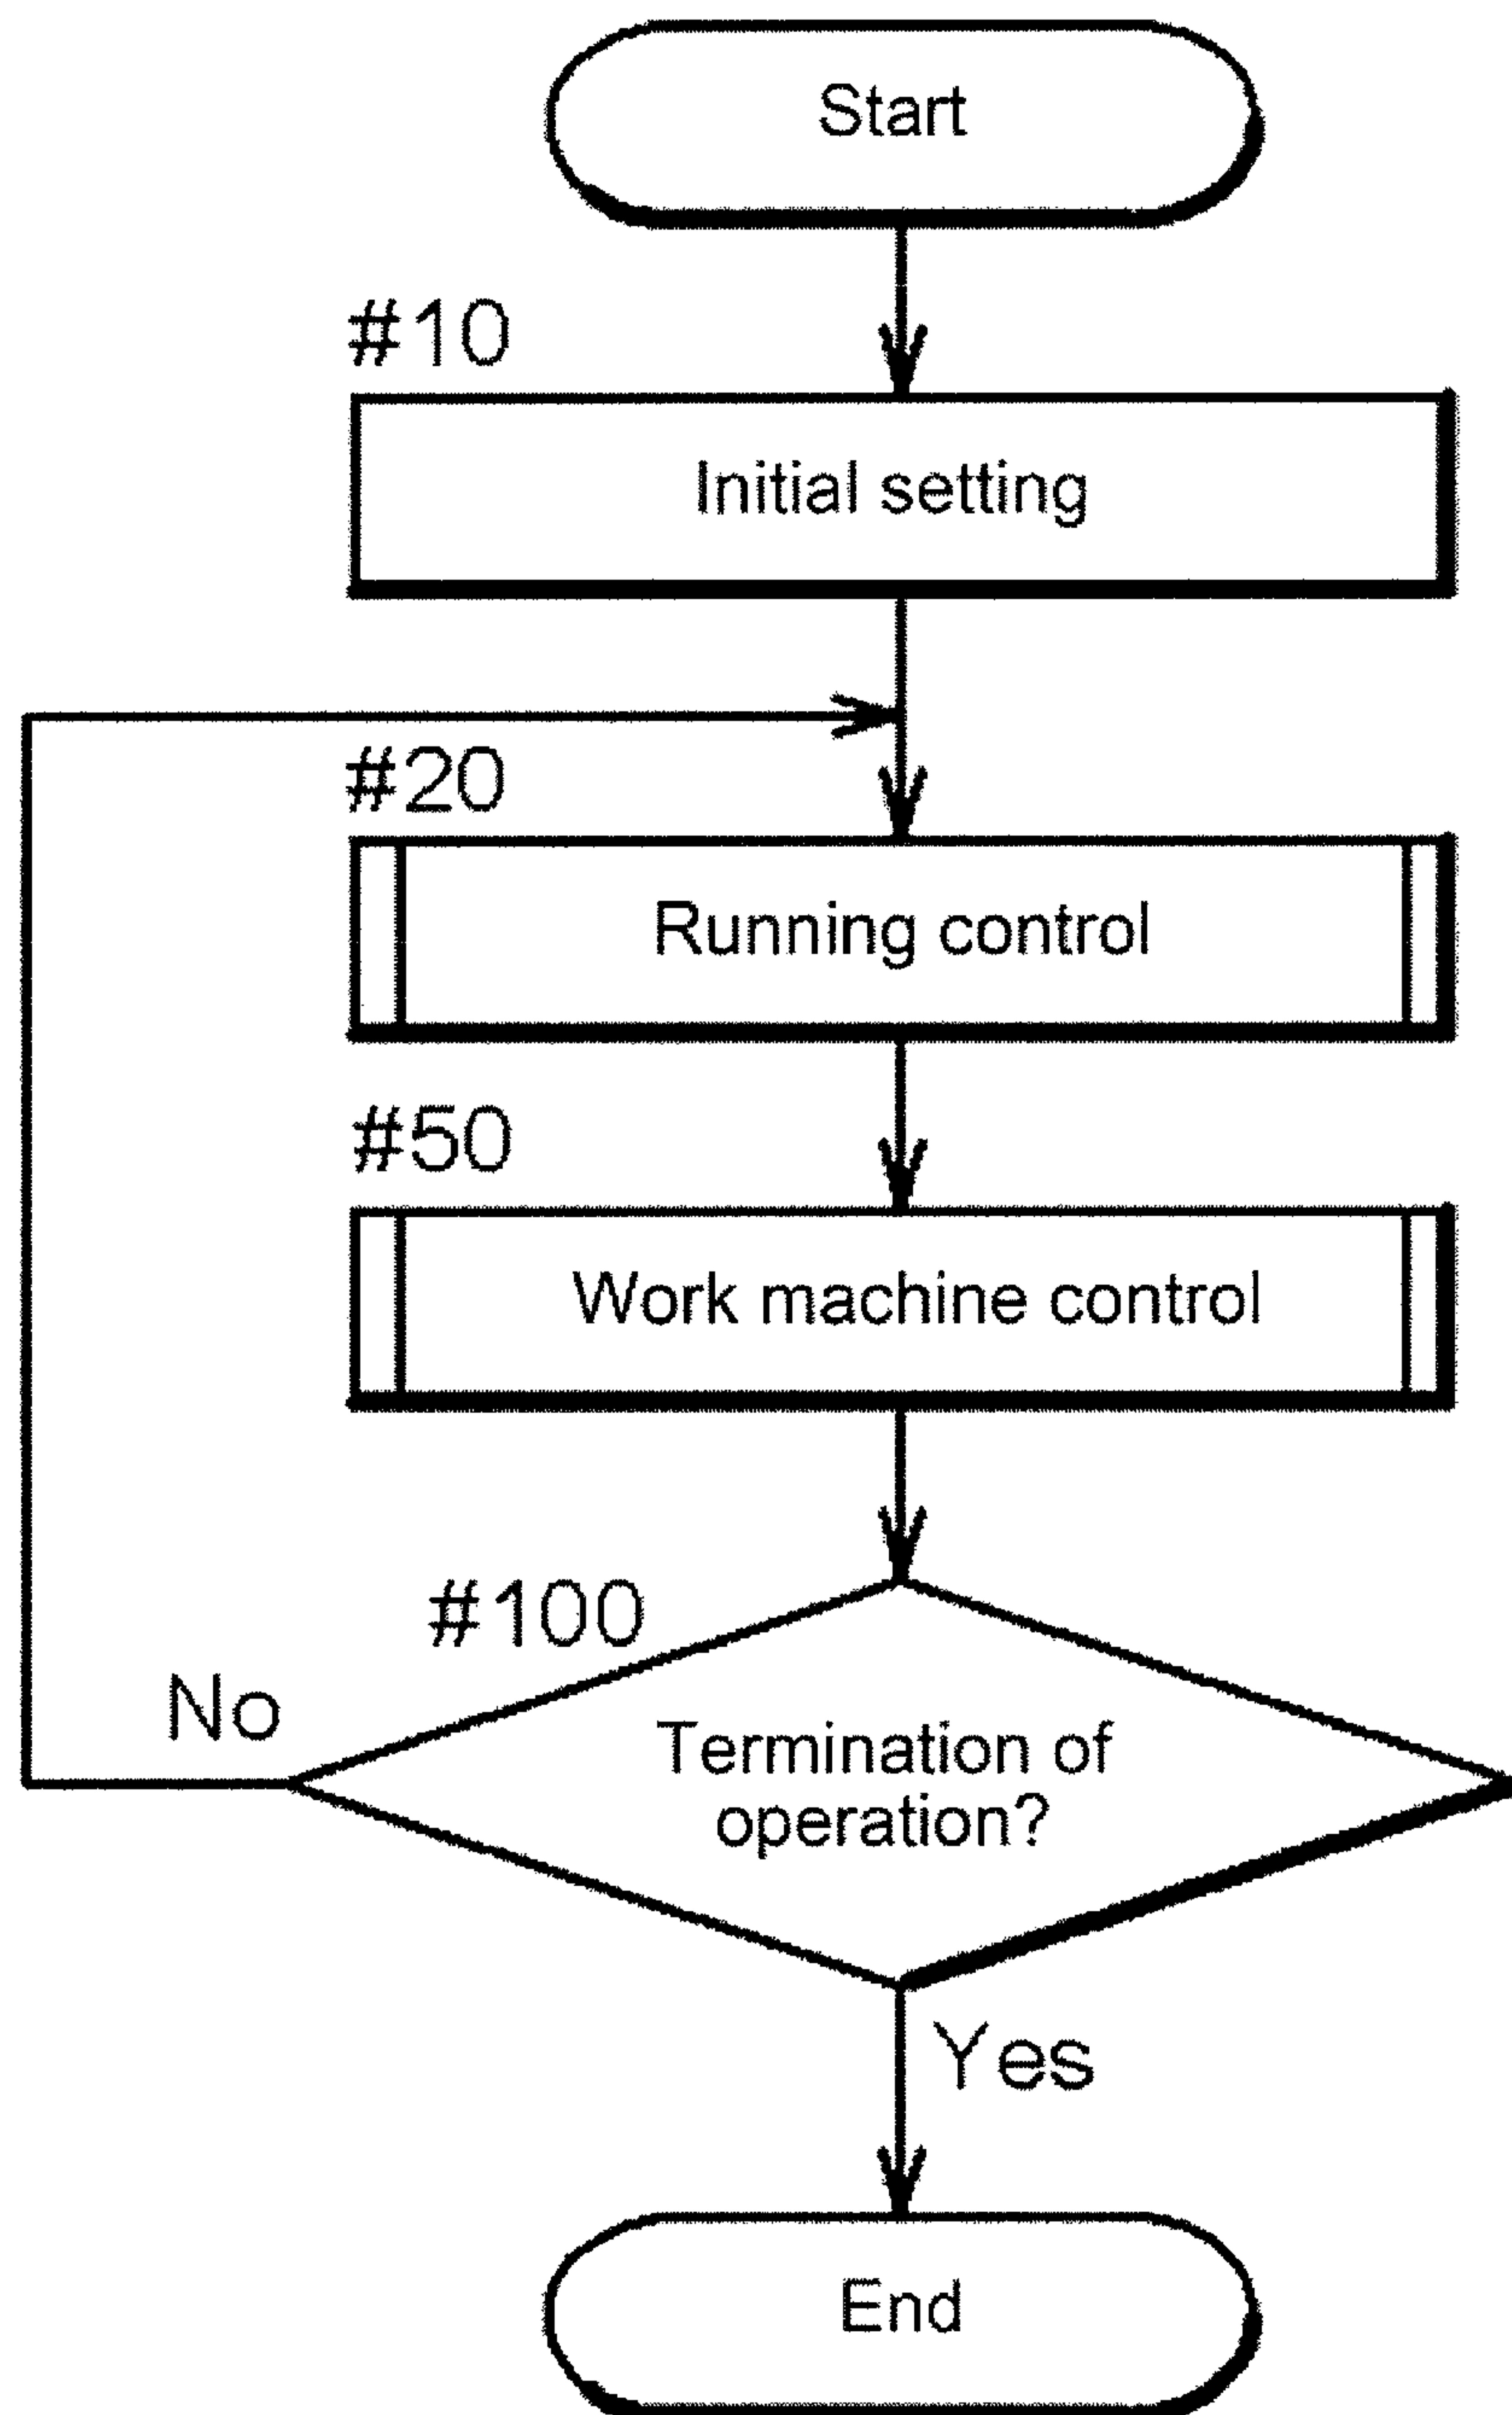 Start
#10
Initial setting
#20
Running control
#50
Work machine control
#100
No
Termination of
operation?
Yes
End